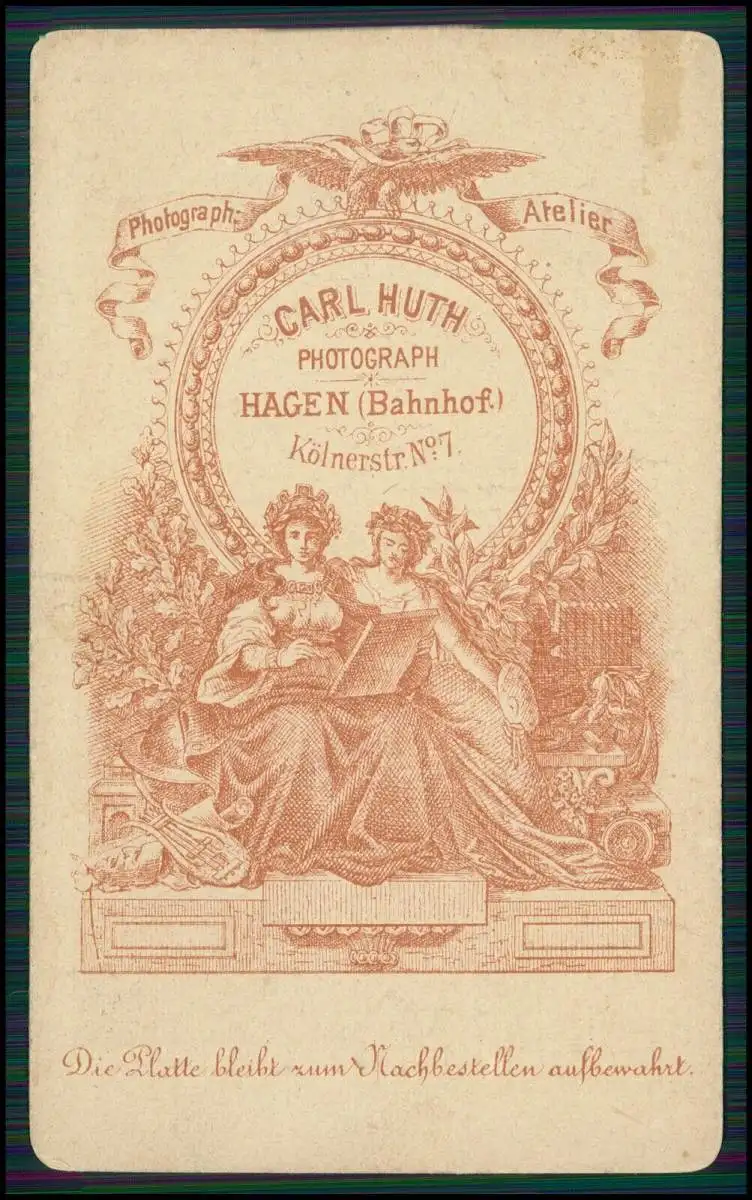 Photograph: Atelier
CARL HUTH
PHOTOGRAPH
HAGEN (Bahnhof.)
Kölnerstr. No. 7.
Die Platte bleibt zum Nachbestellen aufbewahrt.